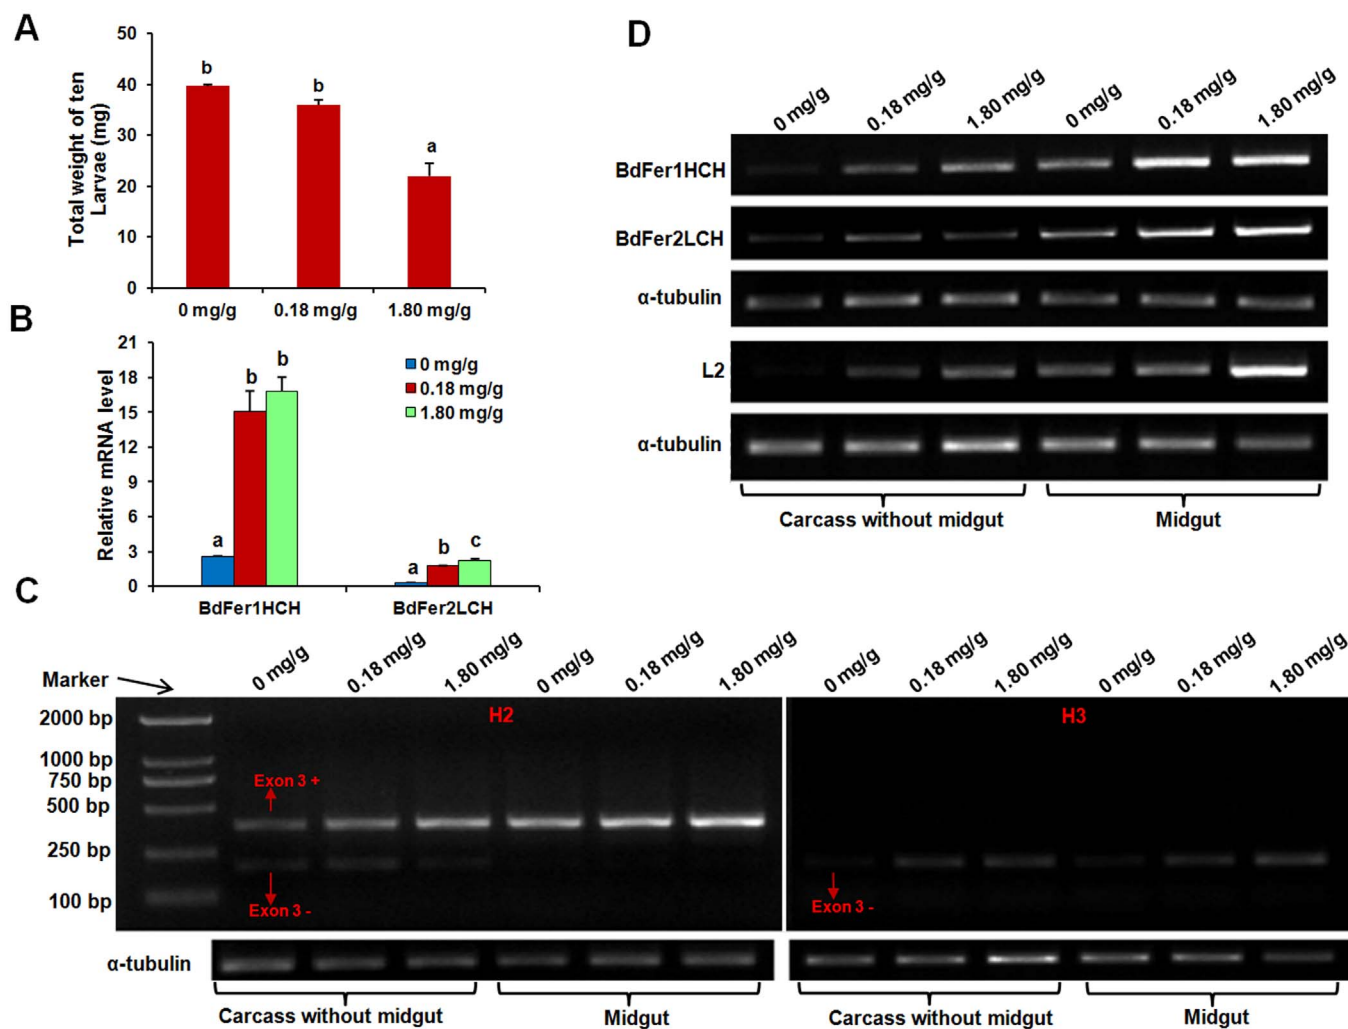 A
50
40
30
20
10
0
Total weight of ten
Larvae (mg)
b
b
a
0 mg/g
0.18 mg/g
1.80 mg/g
B
21
18
15
12
9
6
3
0
Relative mRNA level
a
b
b
a
b
c
0 mg/g
0.18 mg/g
1.80 mg/g
BdFer1HCH
BdFer2LCH
D
0 mg/g
0.18 mg/g
1.80 mg/g
0 mg/g
0.18 mg/g
1.80 mg/g
BdFer1HCH
BdFer2LCH
α-tubulin
L2
α-tubulin
Carcass without midgut
Midgut
C
Marker
0 mg/g
0.18 mg/g
1.80 mg/g
0 mg/g
0.18 mg/g
1.80 mg/g
0 mg/g
0.18 mg/g
1.80 mg/g
0 mg/g
0.18 mg/g
1.80 mg/g
2000 bp
1000 bp
750 bp
500 bp
250 bp
100 bp
H2
Exon 3 +
Exon 3 -
H3
Exon 3 -
α-tubulin
Carcass without midgut
Midgut
Carcass without midgut
Midgut